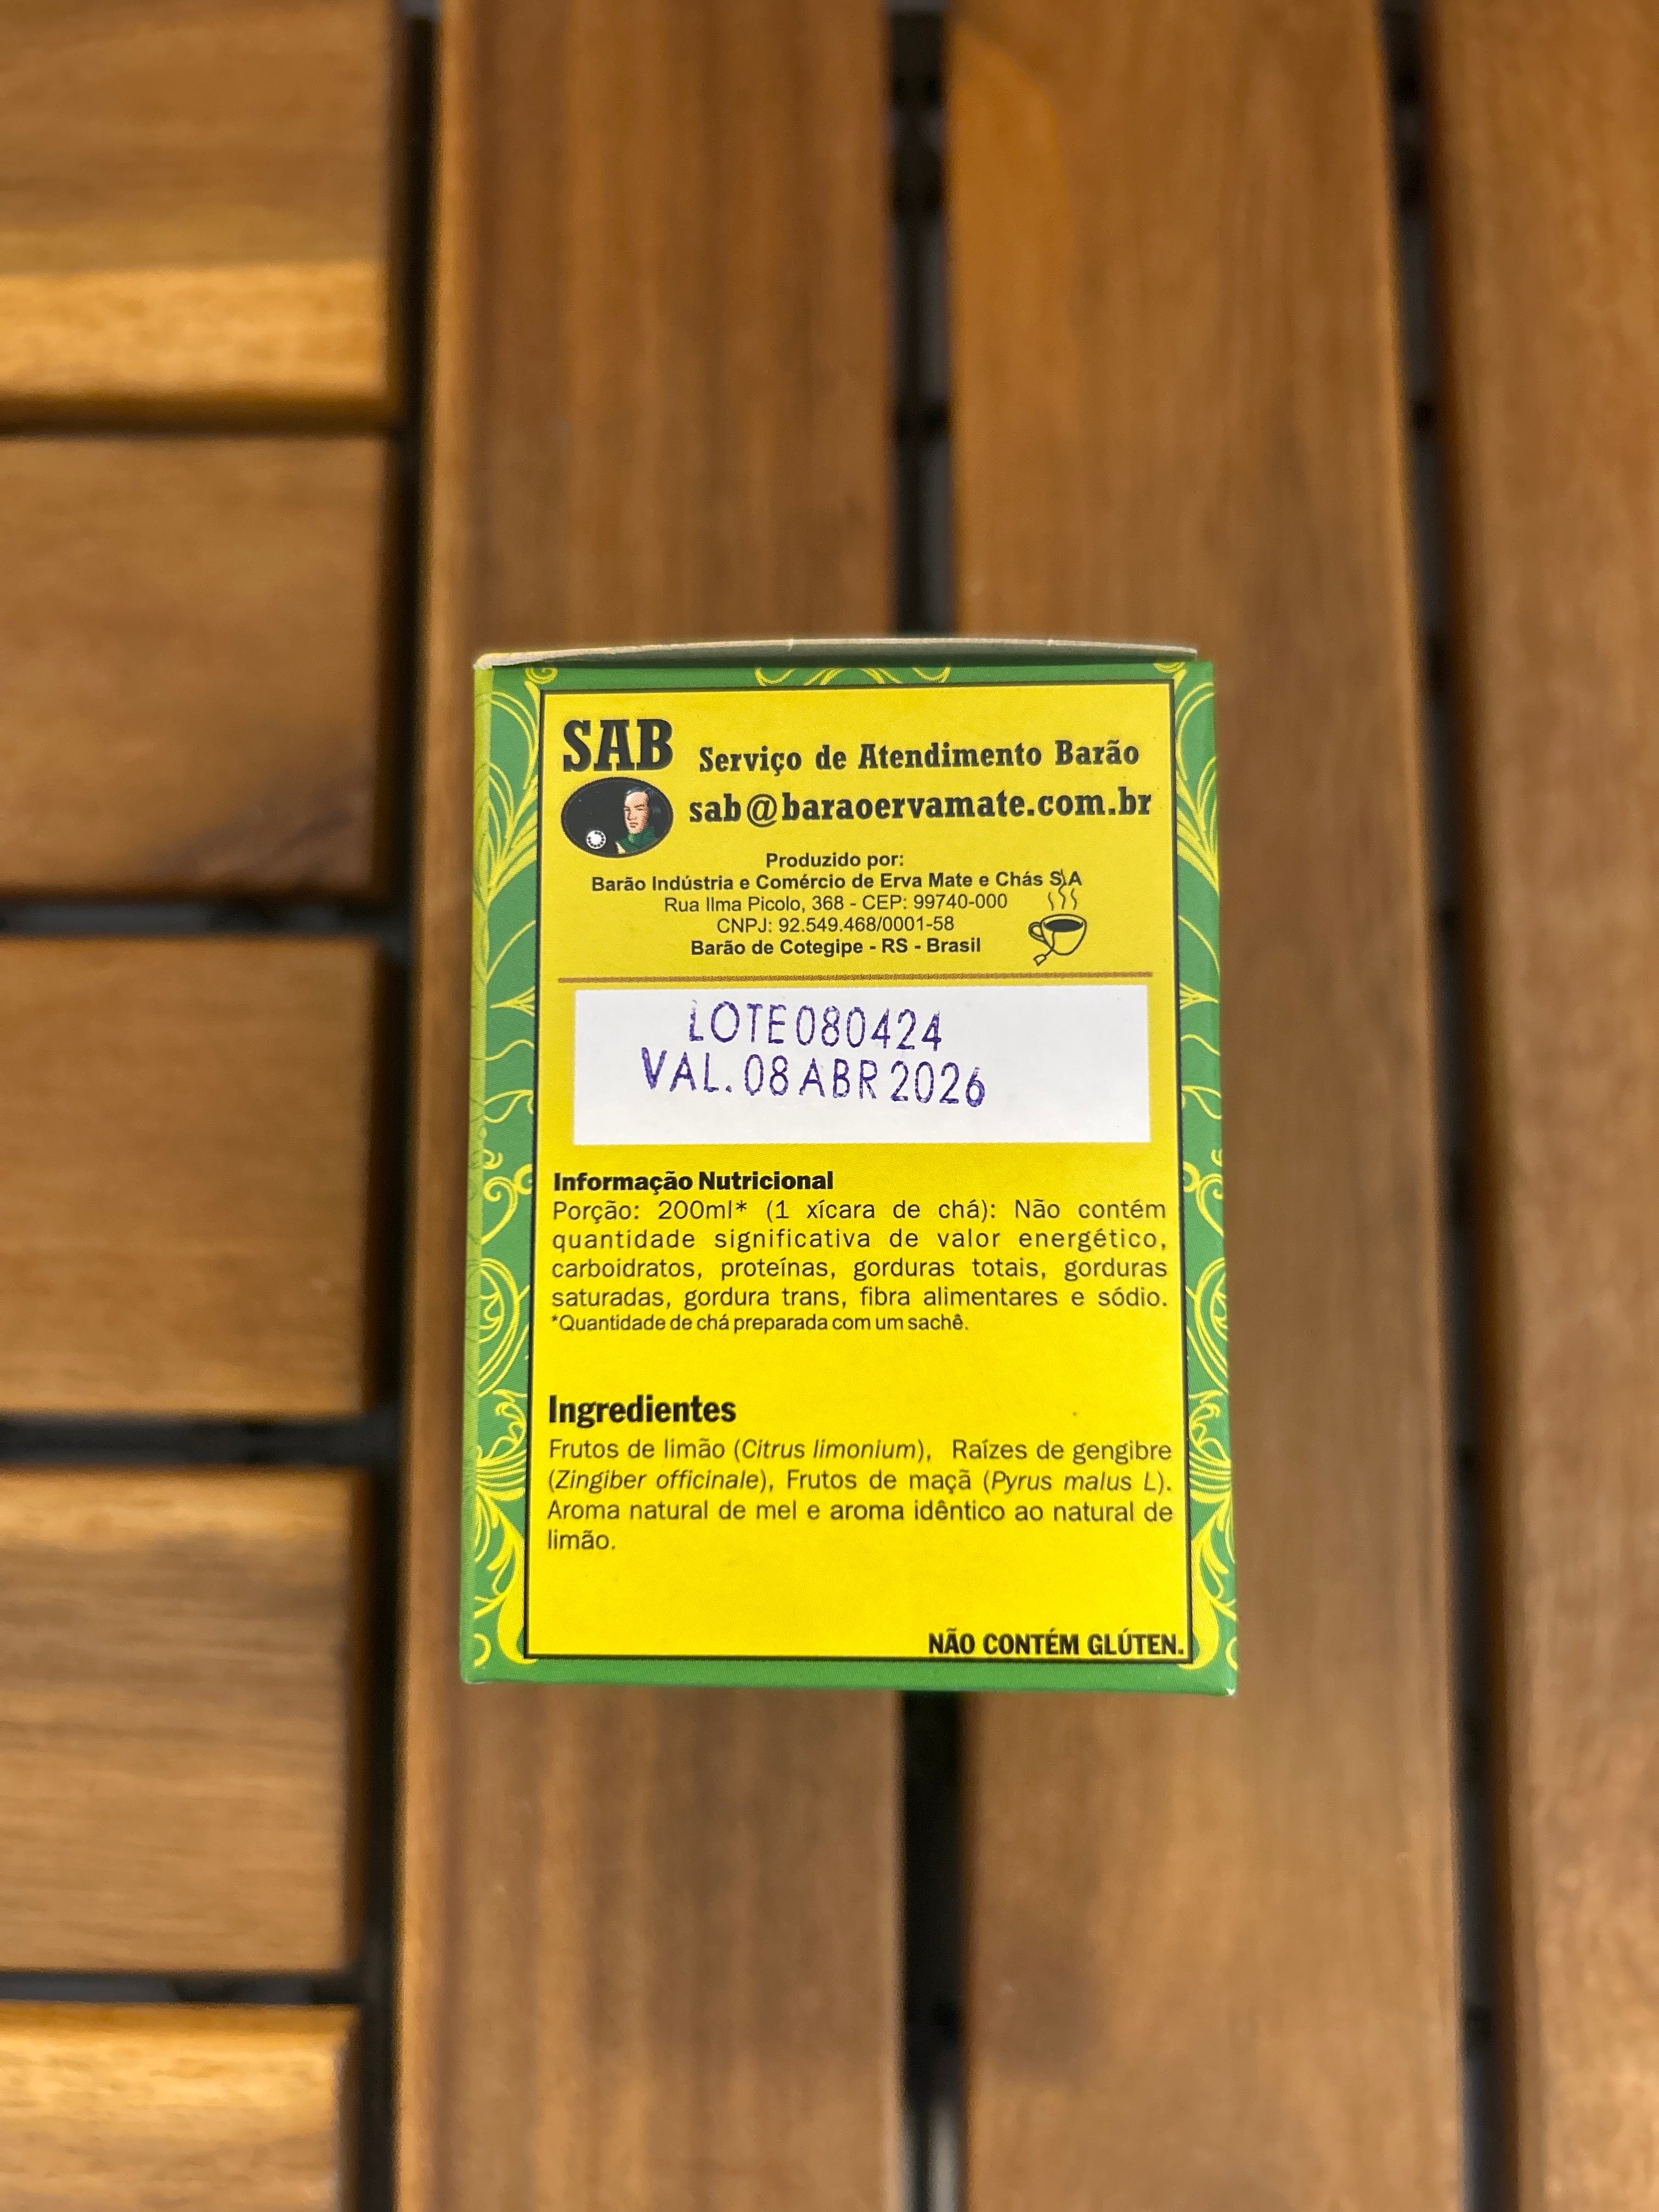 SAB Serviço de Atendimento Barão
sab@baraoervamate.com.br
Produzido por:
Barão Indústria e Comércio de Erva Mate e Chás S\A
Rua Ilma Picolo, 368 - CEP: 99740-000
CNPJ: 92.549.468/0001-58
Barão de Cotegipe - RS - Brasil
LOTE080424
VAL.08ABR2026
Informação Nutricional
Porção: 200ml* (1 xícara de chá): Não contém
quantidade significativa de valor energético,
carboidratos, proteínas, gorduras totais, gorduras
saturadas, gordura trans, fibra alimentares e sódio.
*Quantidade de chá preparada com um sachê.
Ingredientes
Frutos de limão (Citrus limonium), Raízes de gengibre
(Zingiber officinale), Frutos de maçã (Pyrus malus L).
Aroma natural de mel e aroma idêntico ao natural de
limão.
NÃO CONTÉM GLÚTEN.